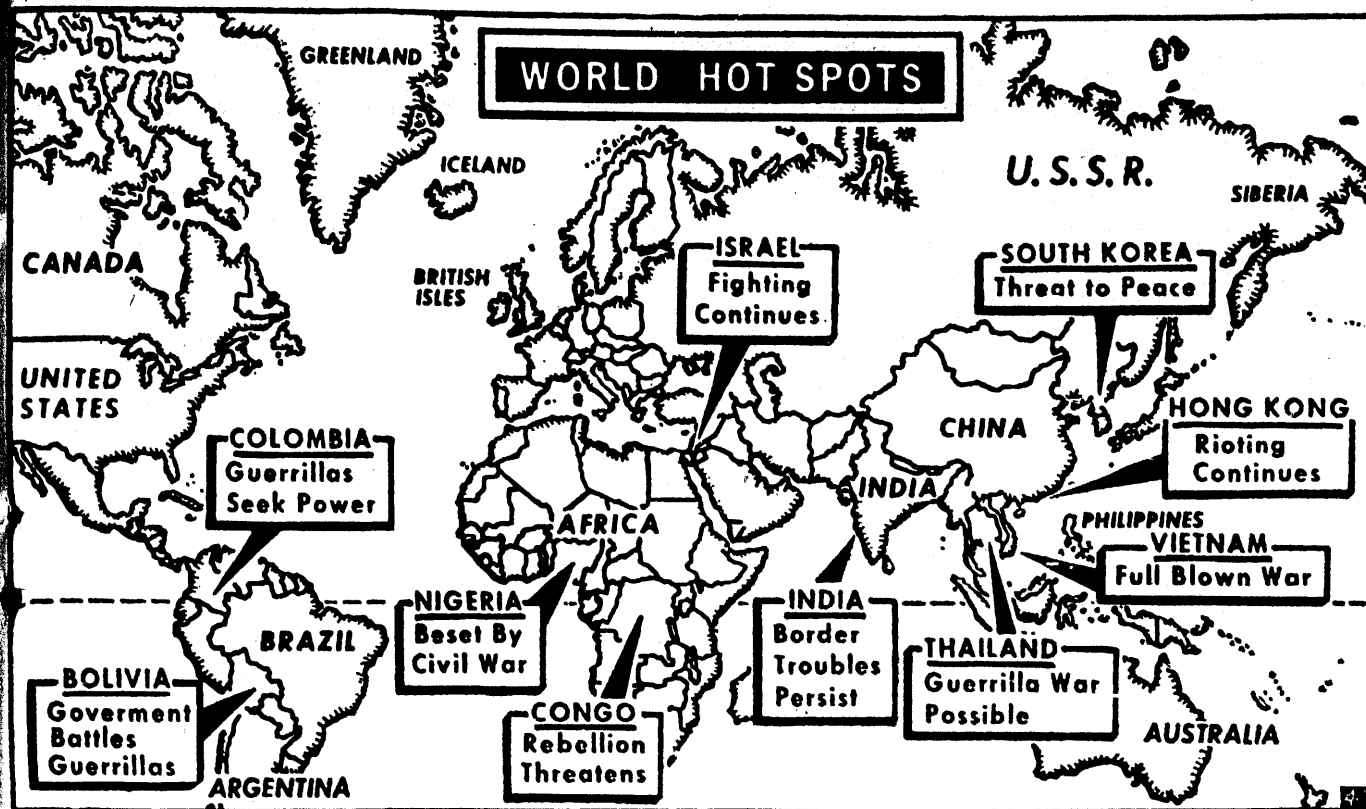 GREENLAND
WORLD HOT SPOTS
ICELAND
U. S. S. R.
SIBERIA
CANADA
BRITISH
ISLES
ISRAEL
Fighting
Continues
SOUTH KOREA
Threat to Peace
UNITED
STATES
CHINA
HONG KONG
Rioting
Continues
COLOMBIA
Guerrillas
Seek Power
INDIA
AFRICA
PHILIPPINES
VIETNAM
Full Blown War
NIGERIA
Beset By
Civil War
INDIA
Border
Troubles
Persist
BRAZIL
THAILAND
Guerrilla War
Possible
BOLIVIA
Goverment
Battles
Guerrillas
CONGO
Rebellion
Threatens
AUSTRALIA
ARGENTINA